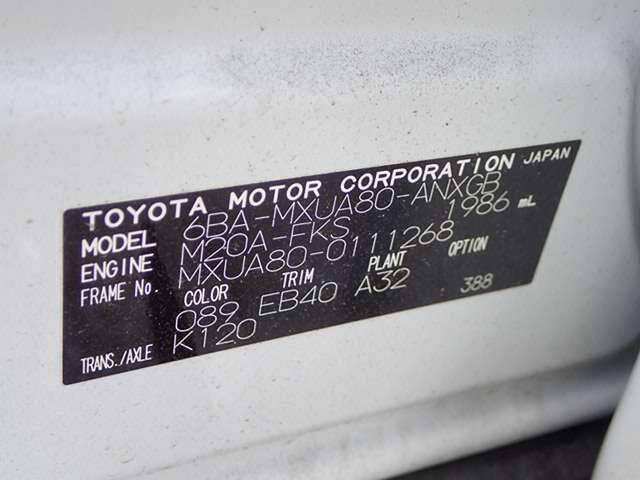 TOYOTA MOTOR CORPORATION JAPAN
MODEL 6BA-MXUA80-ANXGB
ENGINE M20A-FKS 1986 mL
FRAME No. MXUA80-0111268
COLOR TRIM PLANT OPTION
089 EB40 A32 388
TRANS./AXLE K120